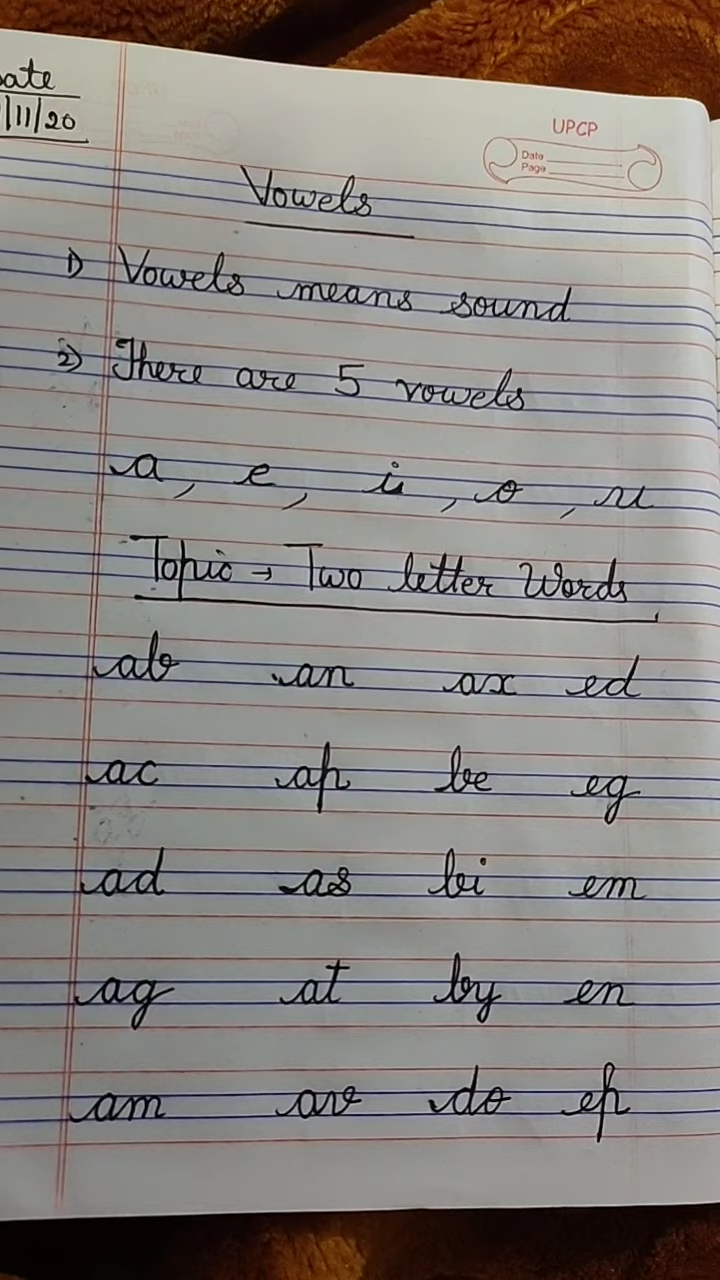 ate
/11/20
UPCP
Date
Page
Vowels
1) Vowels means sound
2) There are 5 vowels
a, e, i, o, u
Topic → Two letter Words
ab an ax ed
ac ap be eg
ad as bi em
ag at by en
am av do ep